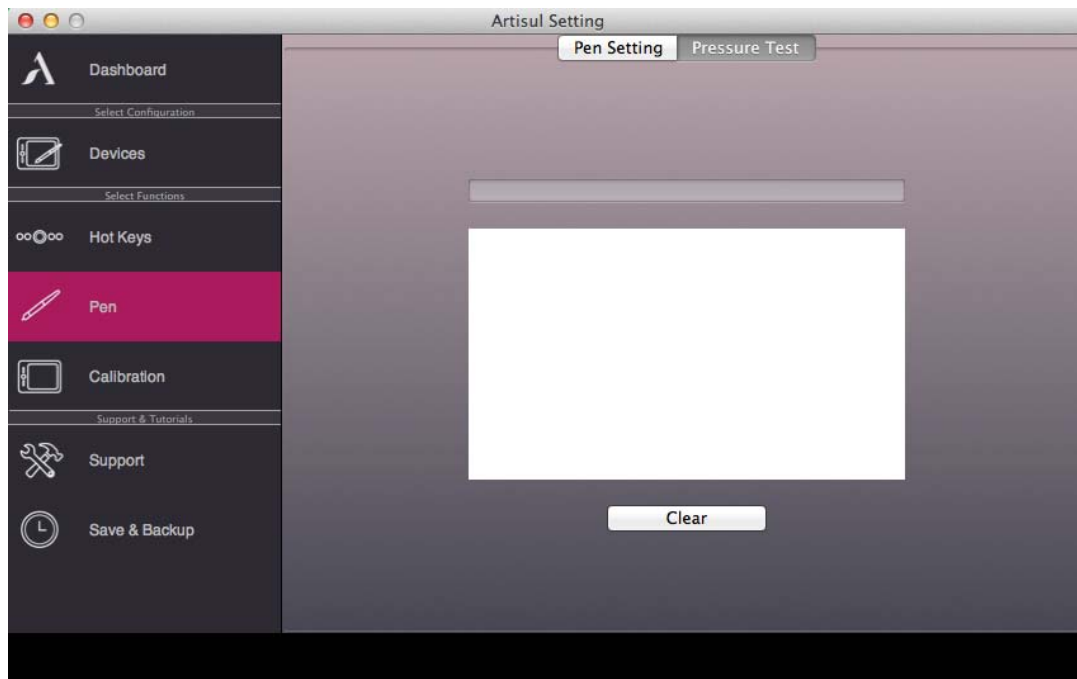 Artisul Setting
Pen Setting
Pressure Test
Dashboard
Select Configuration
Devices
Select Functions
Hot Keys
Pen
Calibration
Support & Tutorials
Support
Save & Backup
Clear